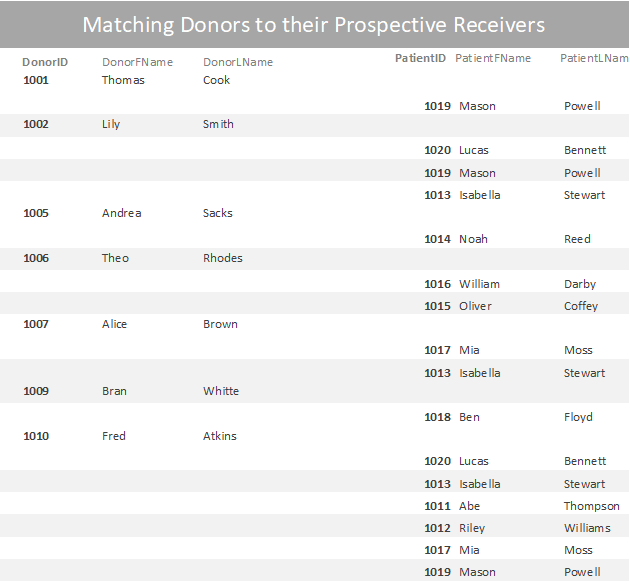 Matching Donors to their Prospective Receivers
DonorID DonorFName DonorLName PatientID PatientFName PatientLNam
1001 Thomas Cook
1019 Mason Powell
1002 Lily Smith
1020 Lucas Bennett
1019 Mason Powell
1013 Isabella Stewart
1005 Andrea Sacks
1014 Noah Reed
1006 Theo Rhodes
1016 William Darby
1015 Oliver Coffey
1007 Alice Brown
1017 Mia Moss
1013 Isabella Stewart
1009 Bran Whitte
1018 Ben Floyd
1010 Fred Atkins
1020 Lucas Bennett
1013 Isabella Stewart
1011 Abe Thompson
1012 Riley Williams
1017 Mia Moss
1019 Mason Powell